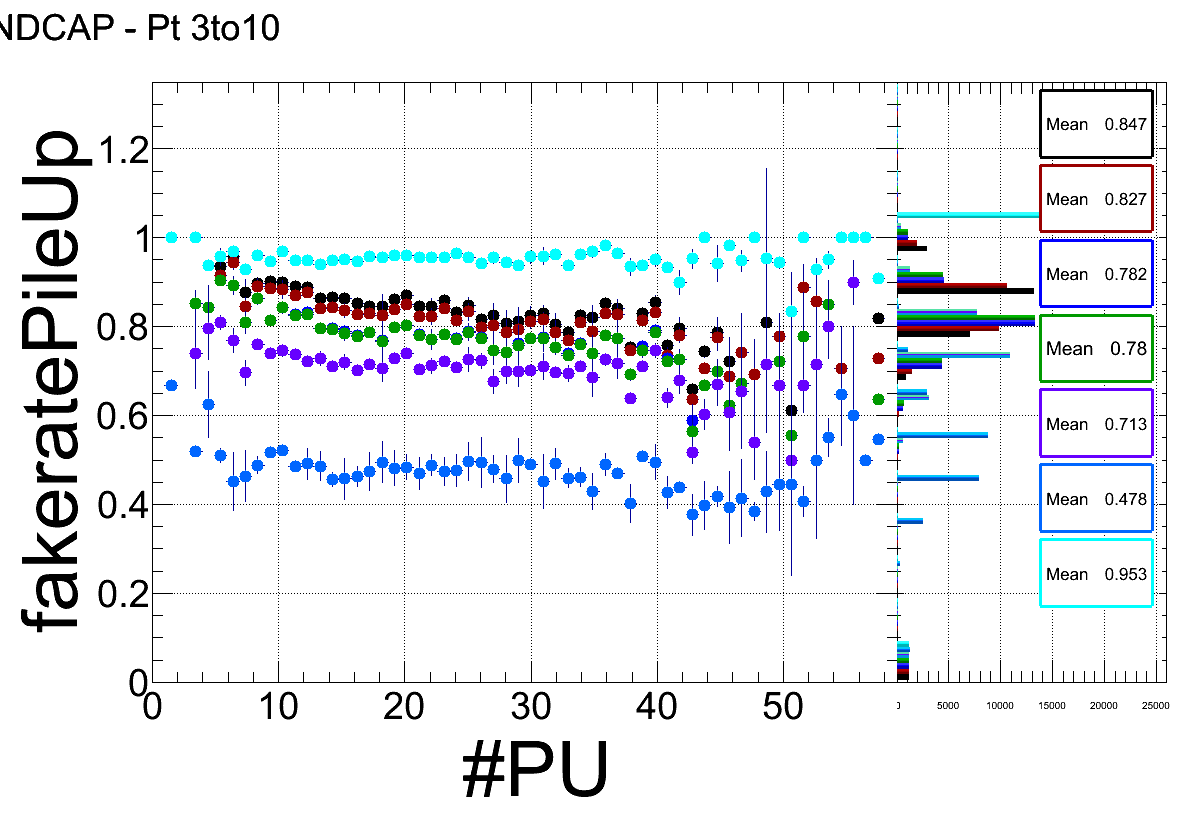 NDCAP - Pt 3to10
fakeratePileUp
1.2
1
0.8
0.6
0.4
0.2
0
0 10 20 30 40 50
#PU
5000 10000 15000 20000 25000
Mean 0.847
Mean 0.827
Mean 0.782
Mean 0.78
Mean 0.713
Mean 0.478
Mean 0.953